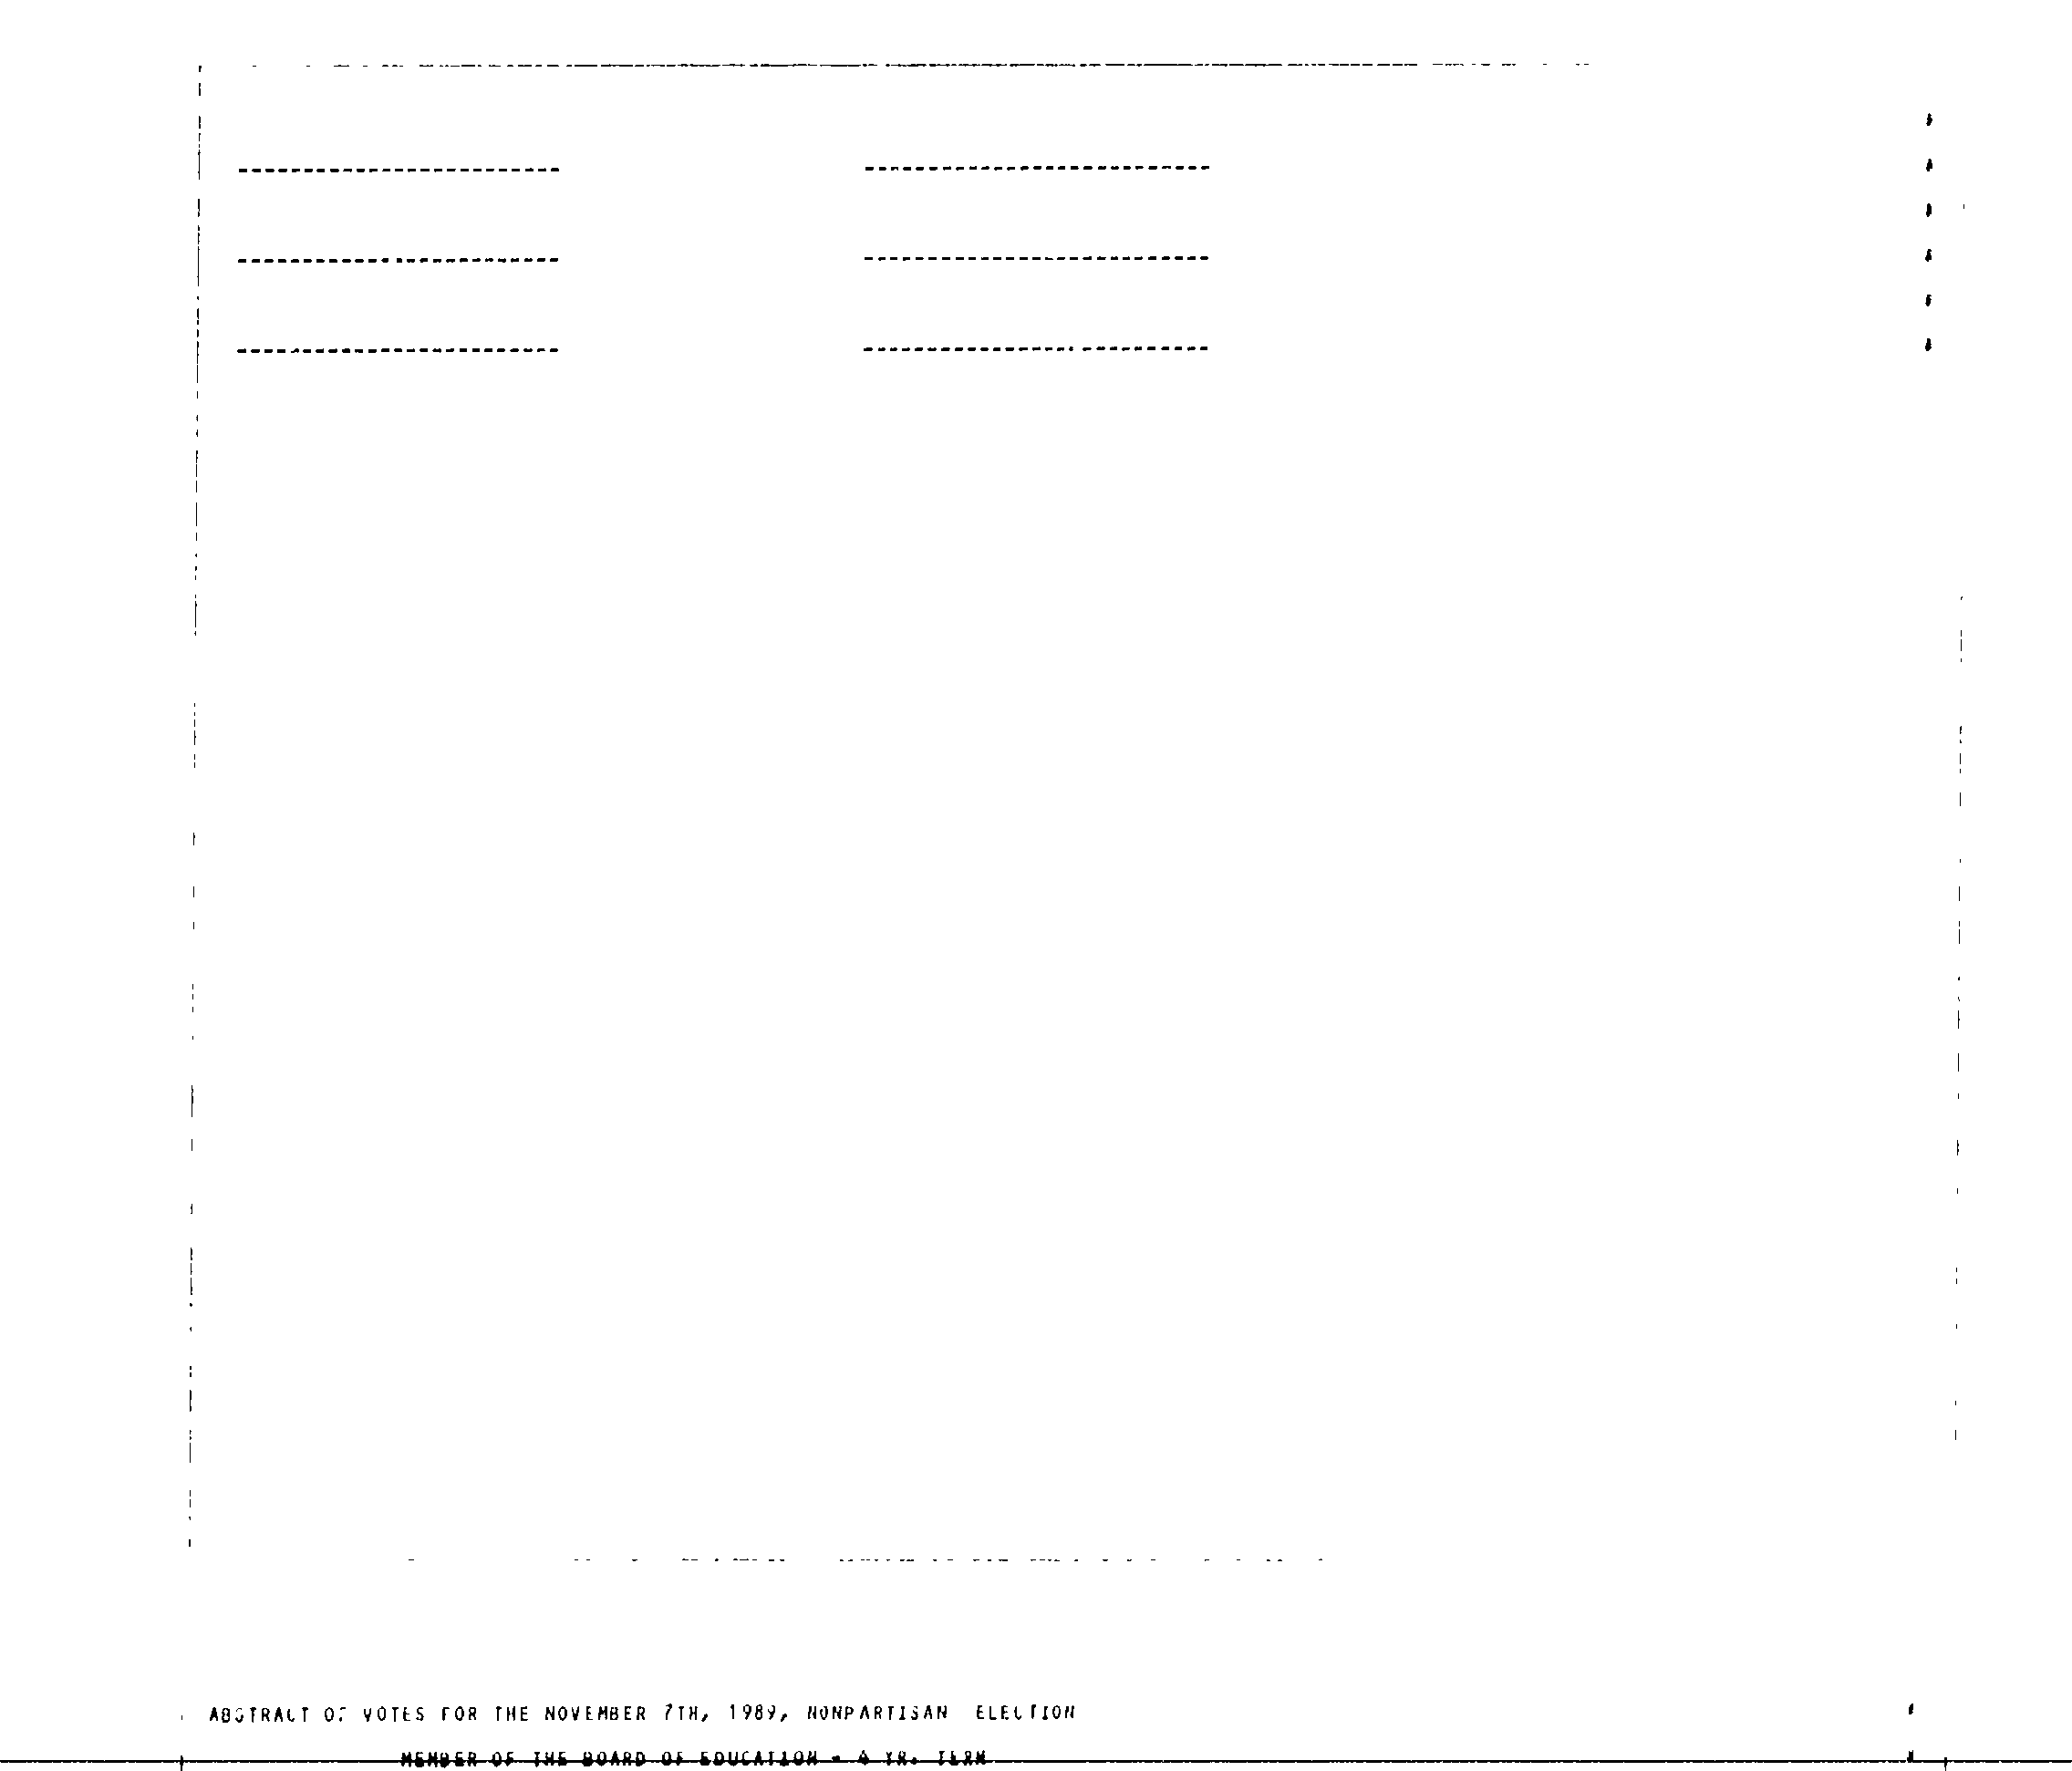 ABSTRACT OF VOTES FOR THE NOVEMBER 7TH, 1989, NONPARTISAN ELECTION
MEMBER OF THE BOARD OF EDUCATION - 4 YR. TERM